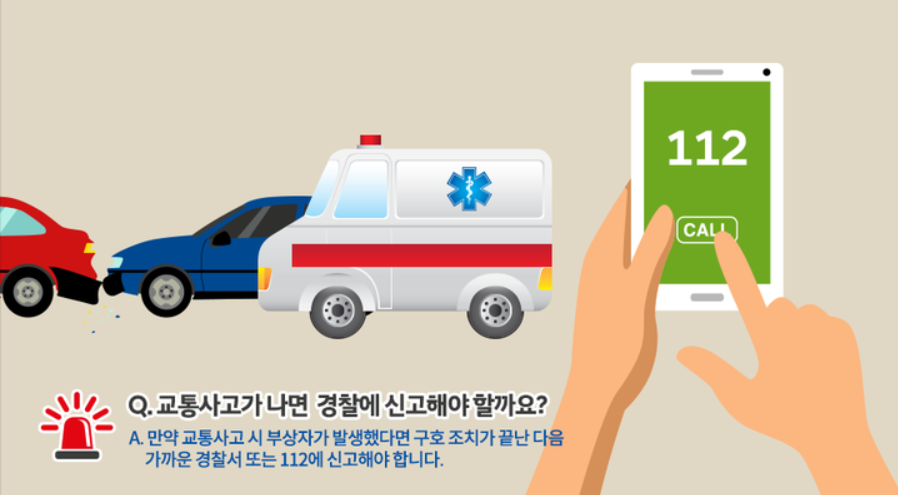 112
CALL
Q. 교통사고가 나면 경찰에 신고해야 할까요?
A. 만약 교통사고 시 부상자가 발생했다면 구호 조치가 끝난 다음
가까운 경찰서 또는 112에 신고해야 합니다.